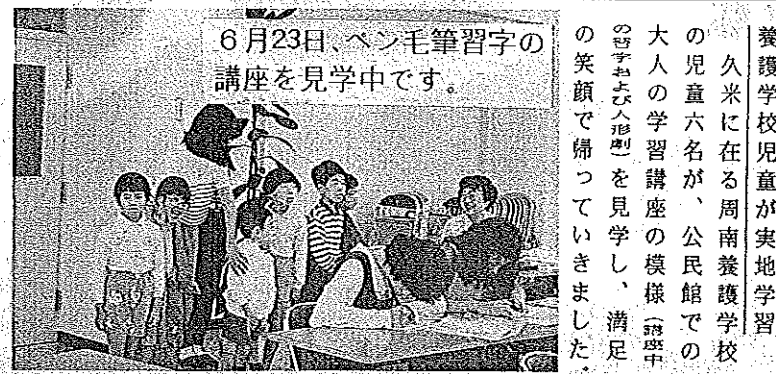 養護学校児童が実地学習
久米に在る周南養護学校
の児童六名が、公民館での
大人の学習講座の模様(講座中
の習字および人形劇)を見学し、満足
の笑顔で帰っていきました。
6月23日、ペン毛筆習字の
講座を見学中です。